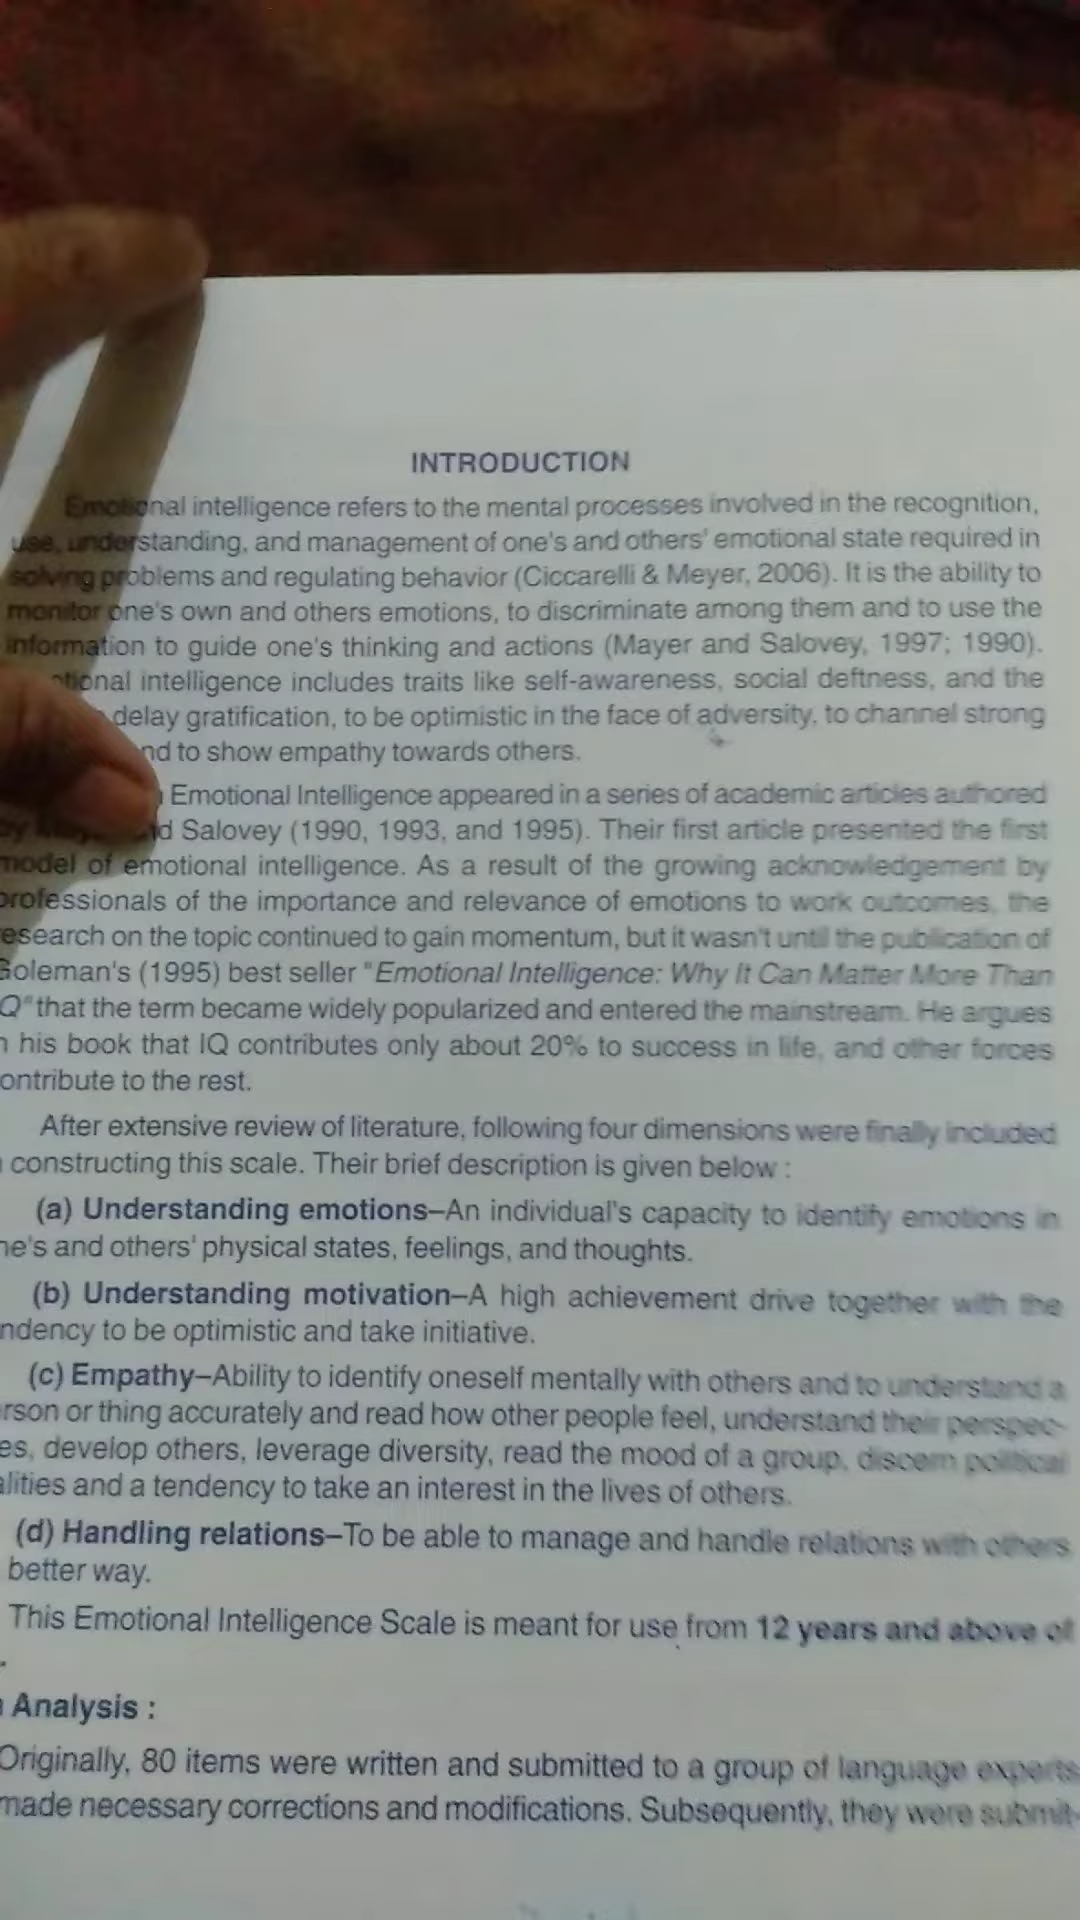 INTRODUCTION
Emotional intelligence refers to the mental processes involved in the recognition,
use, understanding, and management of one's and others' emotional state required in
solving problems and regulating behavior (Ciccarelli & Meyer, 2006). It is the ability to
monitor one's own and others emotions, to discriminate among them and to use the
information to guide one's thinking and actions (Mayer and Salovey, 1997; 1990).
otional intelligence includes traits like self-awareness, social deftness, and the
delay gratification, to be optimistic in the face of adversity, to channel strong
nd to show empathy towards others.
Emotional Intelligence appeared in a series of academic articles authored
by d Salovey (1990, 1993, and 1995). Their first article presented the first
model of emotional intelligence. As a result of the growing acknowledgement by
professionals of the importance and relevance of emotions to work outcomes, the
esearch on the topic continued to gain momentum, but it wasn't until the publication of
Goleman's (1995) best seller "Emotional Intelligence: Why It Can Matter More Than
Q" that the term became widely popularized and entered the mainstream. He argues
n his book that IQ contributes only about 20% to success in life, and other forces
ontribute to the rest.
After extensive review of literature, following four dimensions were finally included
constructing this scale. Their brief description is given below :
(a) Understanding emotions–An individual's capacity to identify emotions in
ne's and others' physical states, feelings, and thoughts.
(b) Understanding motivation–A high achievement drive together with the
ndency to be optimistic and take initiative.
(c) Empathy–Ability to identify oneself mentally with others and to understand a
rson or thing accurately and read how other people feel, understand their perspec-
es, develop others, leverage diversity, read the mood of a group, discern political
alities and a tendency to take an interest in the lives of others.
(d) Handling relations–To be able to manage and handle relations with others
better way.
This Emotional Intelligence Scale is meant for use from 12 years and above of
Analysis :
Originally, 80 items were written and submitted to a group of language experts
made necessary corrections and modifications. Subsequently, they were submit-